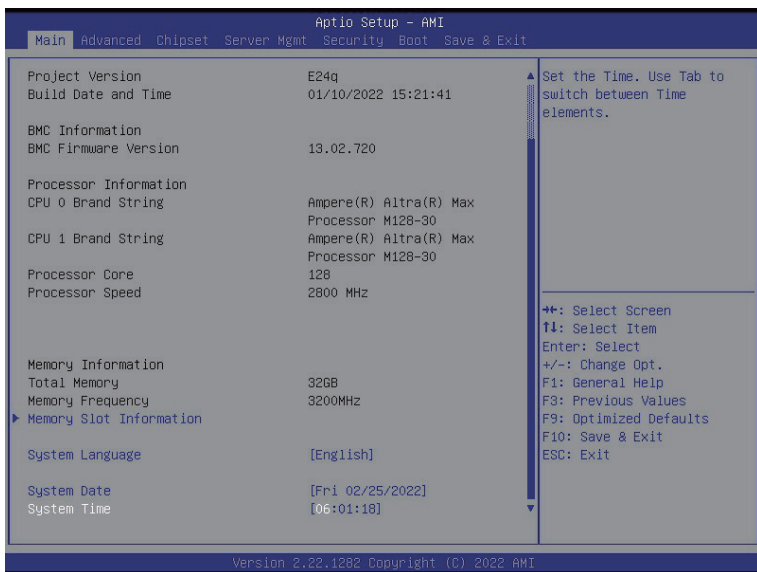 Aptio Setup – AMI
Main Advanced Chipset Server Mgmt Security Boot Save & Exit
Project Version E24q
Build Date and Time 01/10/2022 15:21:41
BMC Information
BMC Firmware Version 13.02.720
Processor Information
CPU 0 Brand String Ampere(R) Altra(R) Max
Processor M128-30
CPU 1 Brand String Ampere(R) Altra(R) Max
Processor M128-30
Processor Core 128
Processor Speed 2800 MHz
Memory Information
Total Memory 32GB
Memory Frequency 3200MHz
Memory Slot Information
System Language [English]
System Date [Fri 02/25/2022]
System Time [06:01:18]
Set the Time. Use Tab to
switch between Time
elements.
→←: Select Screen
↑↓: Select Item
Enter: Select
+/-: Change Opt.
F1: General Help
F3: Previous Values
F9: Optimized Defaults
F10: Save & Exit
ESC: Exit
Version 2.22.1282 Copyright (C) 2022 AMI